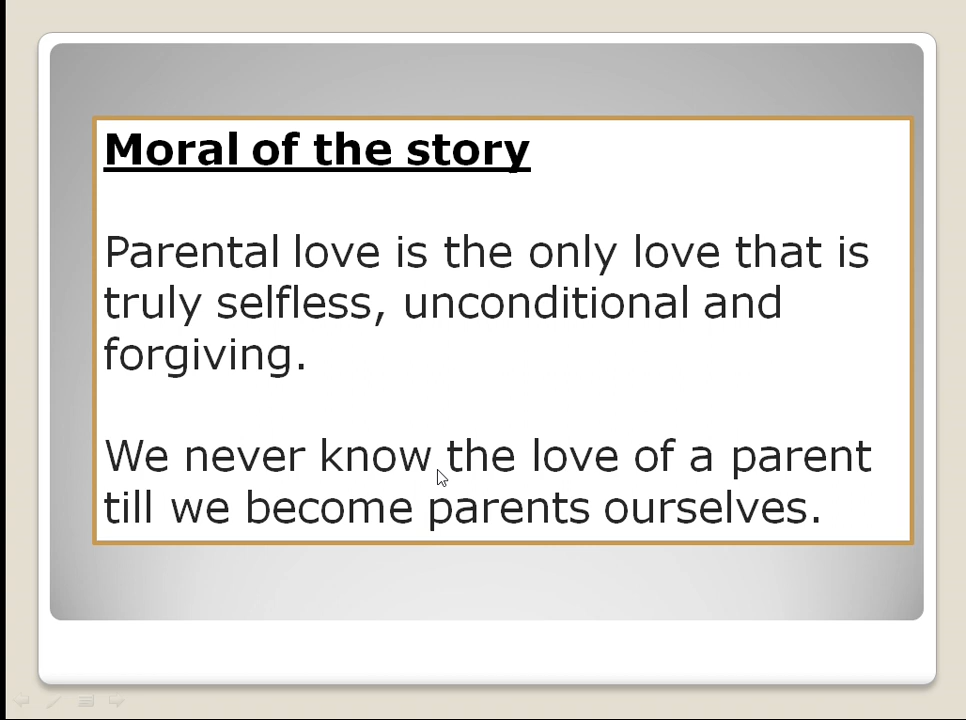 Moral of the story
Parental love is the only love that is
truly selfless, unconditional and
forgiving.
We never know the love of a parent
till we become parents ourselves.